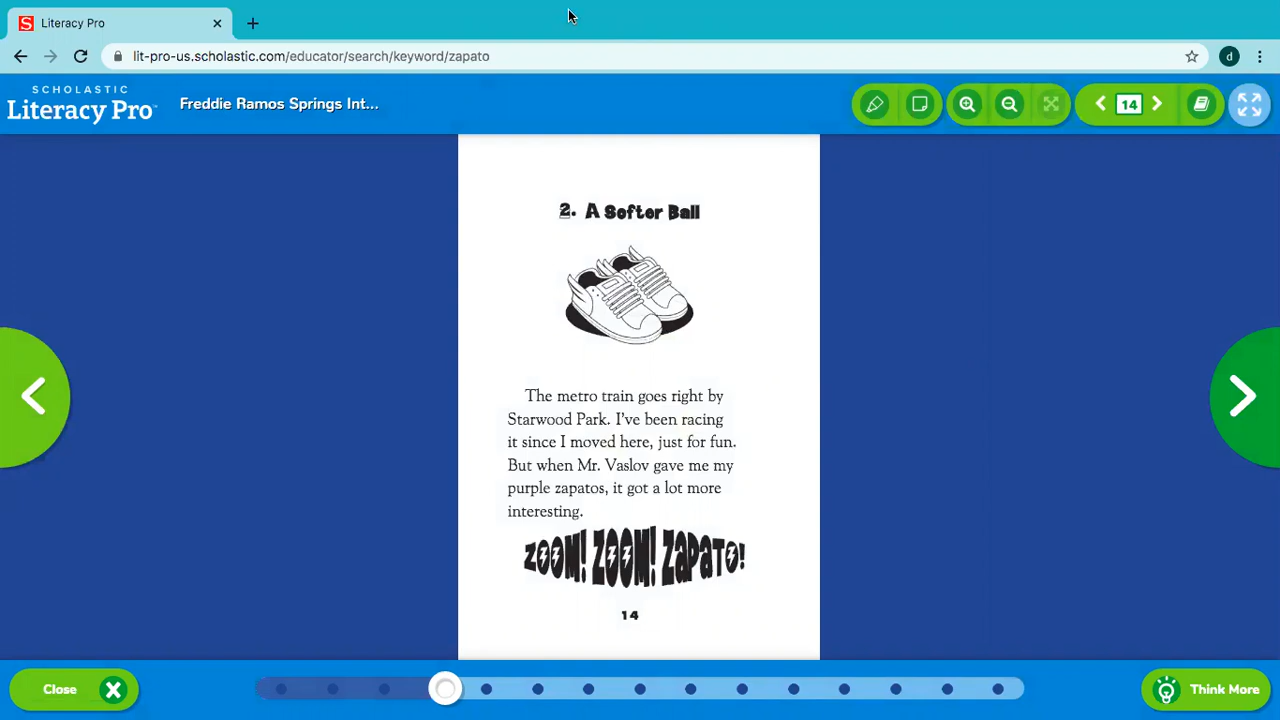 Literacy Pro
lit-pro-us.scholastic.com/educator/search/keyword/zapato
d
SCHOLASTIC
Literacy Pro™
Freddie Ramos Springs Int...
14
2. A Softer Ball
The metro train goes right by
Starwood Park. I've been racing
it since I moved here, just for fun.
But when Mr. Vaslov gave me my
purple zapatos, it got a lot more
interesting.
ZOOM! ZOOM! ZAPATO!
14
Close
Think More